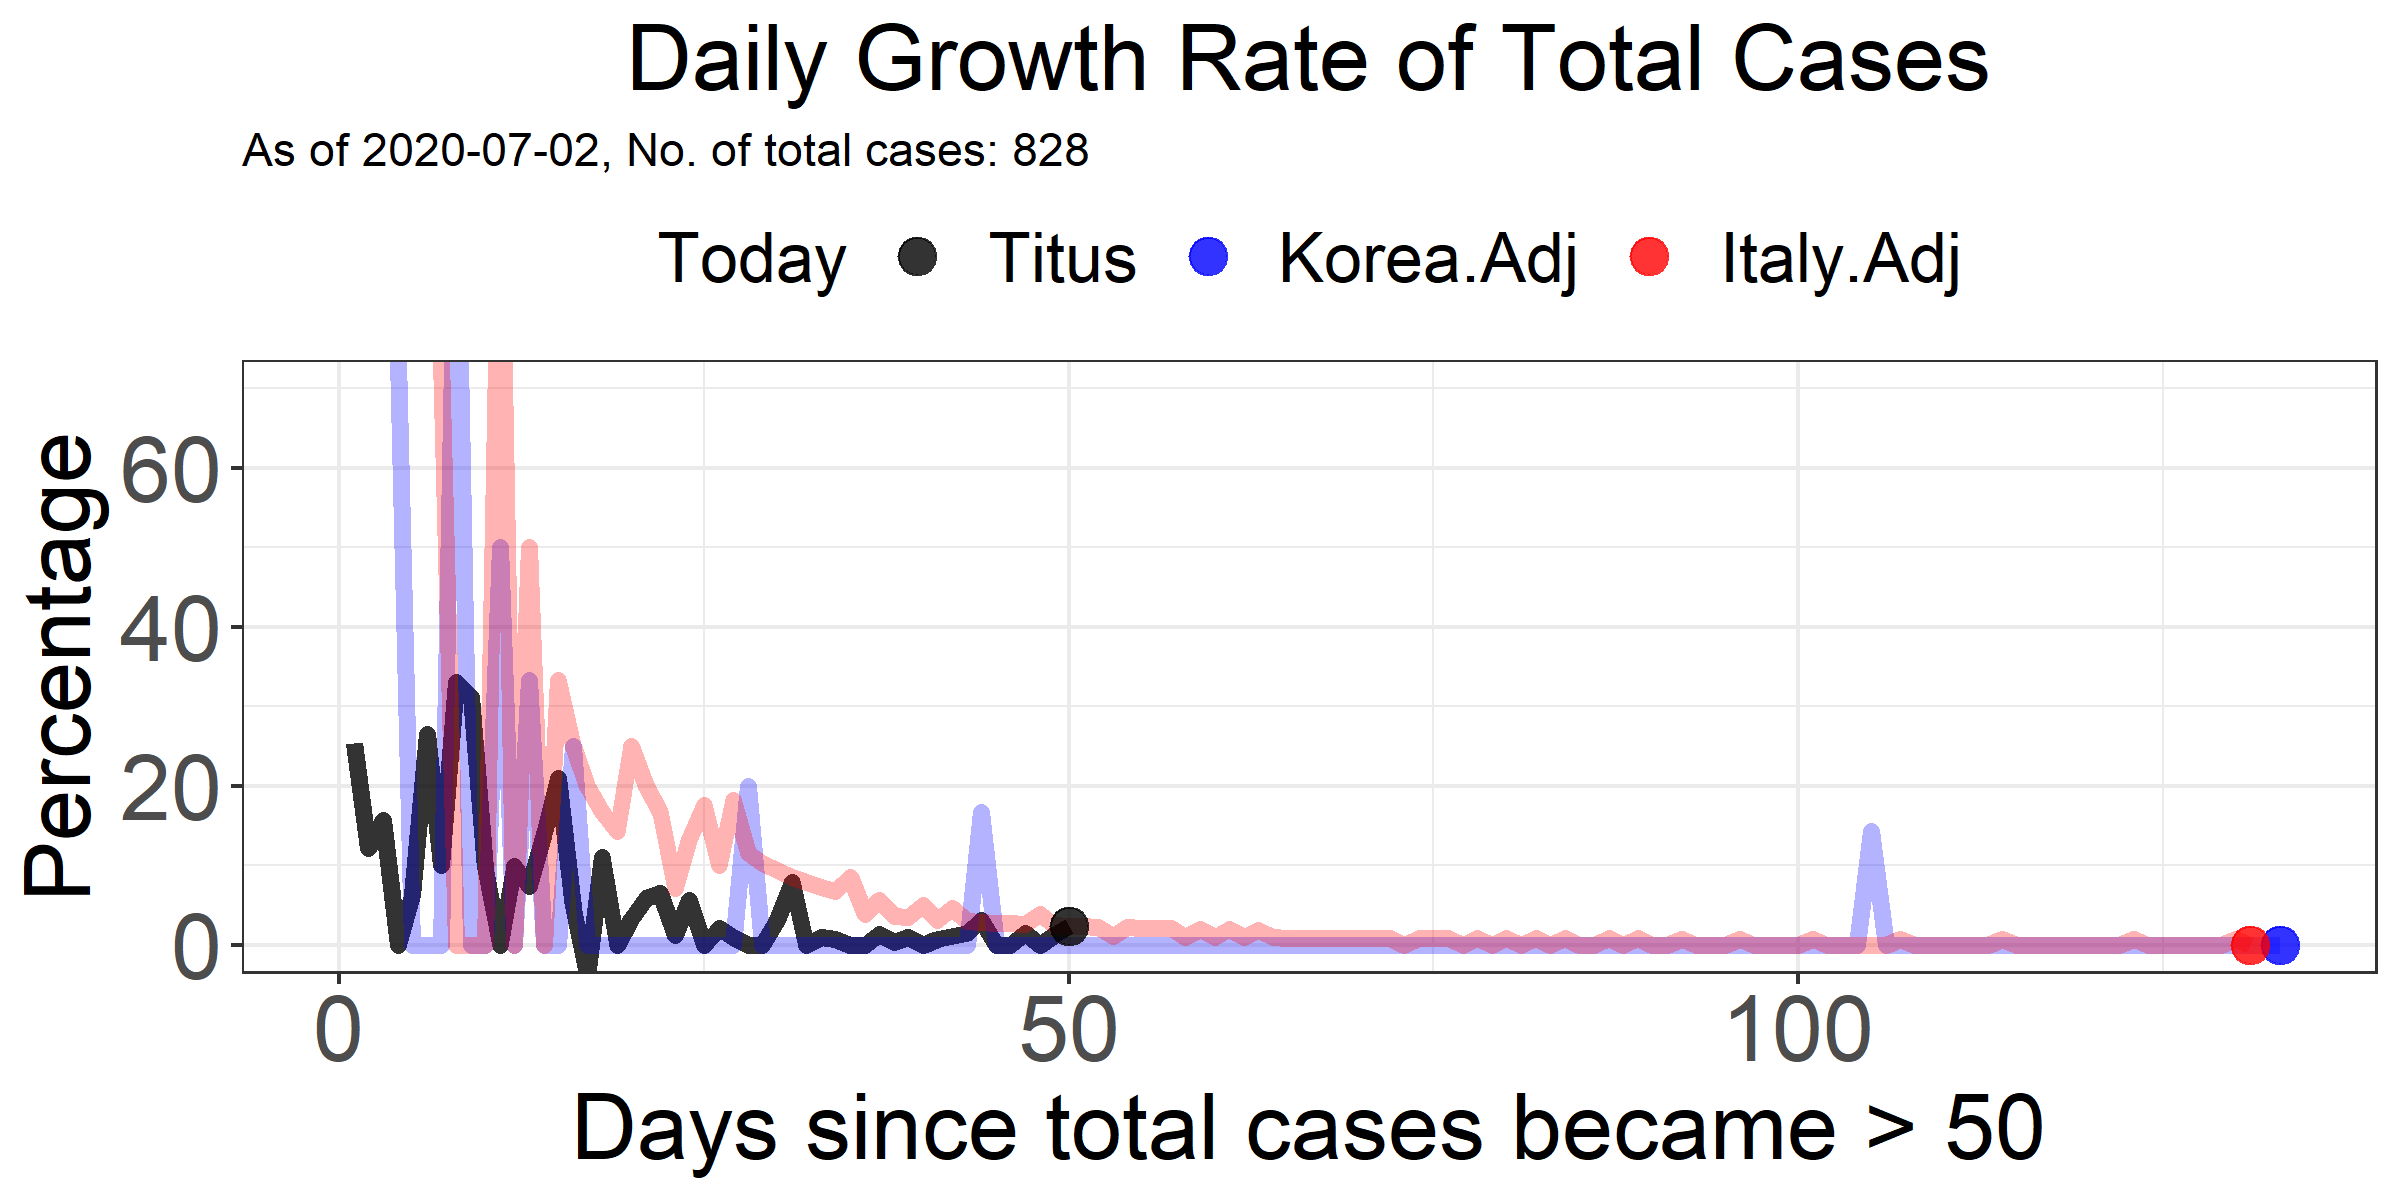 Daily Growth Rate of Total Cases
As of 2020-07-02, No. of total cases: 828
Today Titus Korea.Adj Italy.Adj
Percentage
60
40
20
0
0 50 100
Days since total cases became > 50